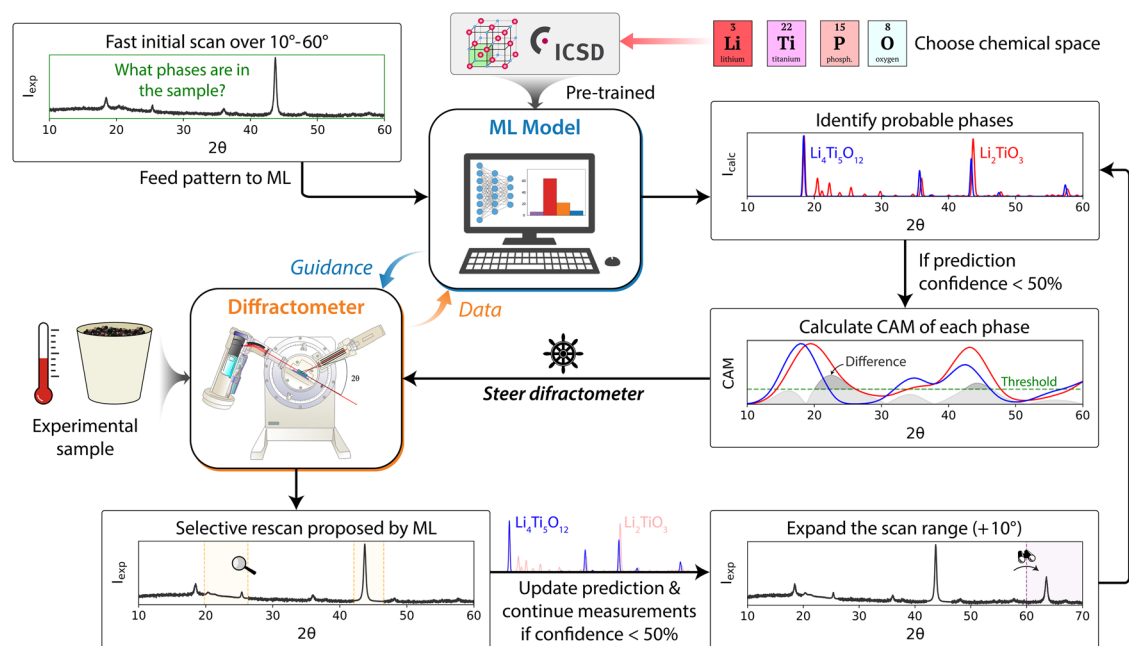 Fast initial scan over 10°-60°
What phases are in
the sample?
I_exp
10 20 30 40 50 60
2θ
Feed pattern to ML
ICSD
Pre-trained
3 Li lithium
22 Ti titanium
15 P phosph.
8 O oxygen
Choose chemical space
ML Model
60
40
20
0
Identify probable phases
Li₄Ti₅O₁₂
Li₂TiO₃
I_calc
10 20 30 40 50 60
2θ
If prediction
confidence < 50%
Guidance
Data
Calculate CAM of each phase
CAM
Difference
Threshold
10 20 30 40 50 60
2θ
Steer difractometer
Diffractometer
2θ
Experimental
sample
Selective rescan proposed by ML
I_exp
10 20 30 40 50 60
2θ
Li₄Ti₅O₁₂
Li₂TiO₃
Update prediction &
continue measurements
if confidence < 50%
Expand the scan range (+10°)
I_exp
10 20 30 40 50 60 70
2θ